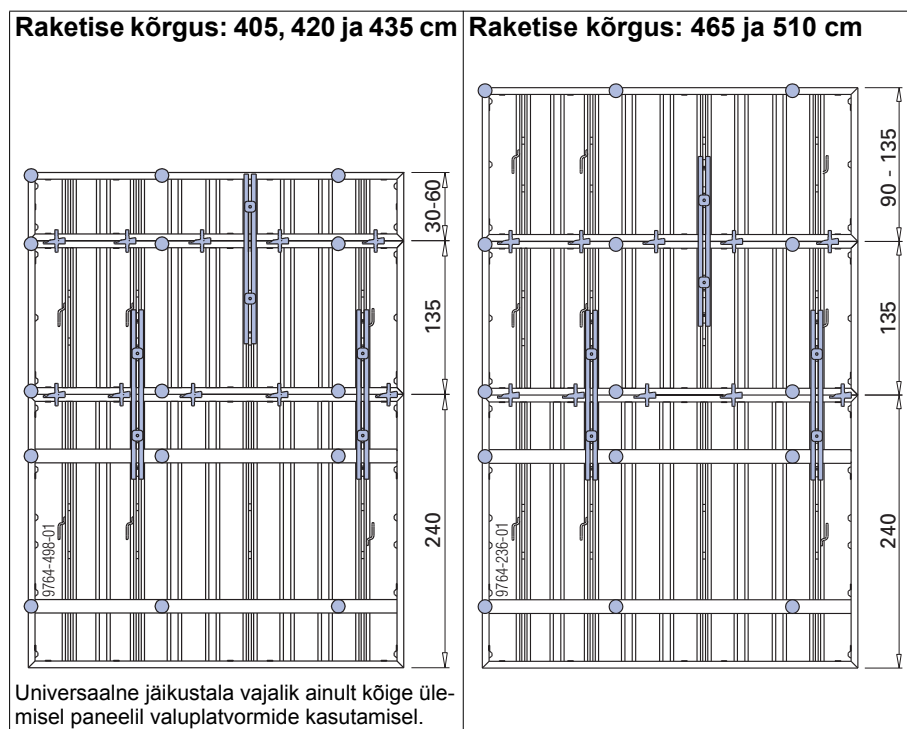 Raketise kõrgus: 405, 420 ja 435 cm
30-60
135
240
9764-498-01
Universaalne jäikustala vajalik ainult kõige üle-
misel paneelil valuplatvormide kasutamisel.
Raketise kõrgus: 465 ja 510 cm
90 - 135
135
240
9764-236-01